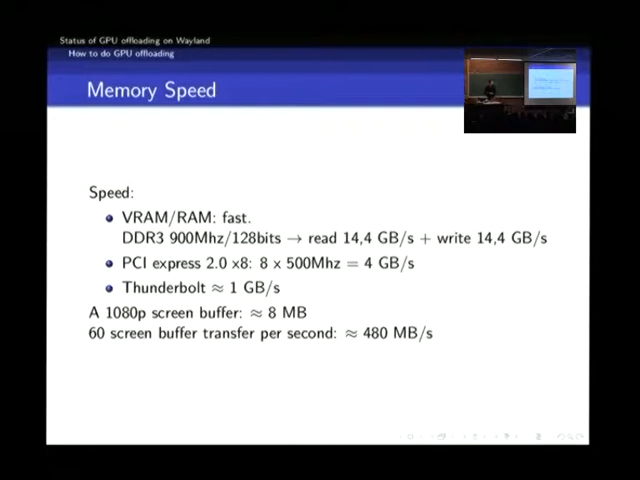 Status of GPU offloading on Wayland
How to do GPU offloading
Memory Speed
Speed:
VRAM/RAM: fast.
DDR3 900Mhz/128bits → read 14,4 GB/s + write 14,4 GB/s
PCI express 2.0 x8: 8 x 500Mhz = 4 GB/s
Thunderbolt ≈ 1 GB/s
A 1080p screen buffer: ≈ 8 MB
60 screen buffer transfer per second: ≈ 480 MB/s